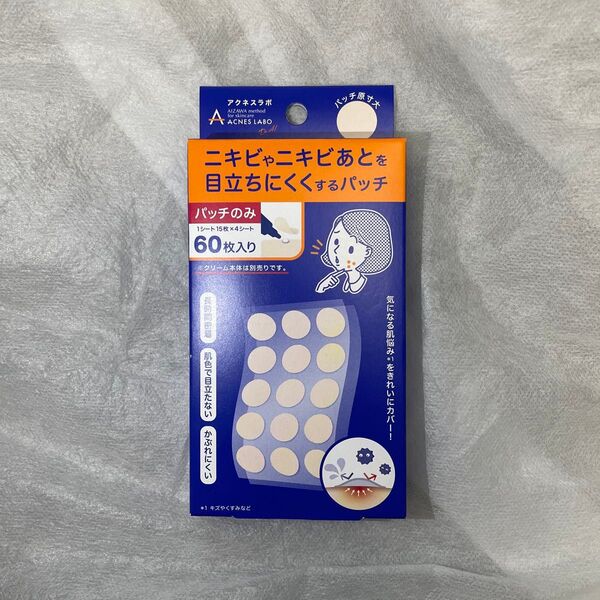 アクネスラボ
AIZAWA method
for skincare
ACNES LABO
パッチ原寸大
ニキビやニキビあとを
目立ちにくくするパッチ
パッチのみ
1シート15枚×4シート
60枚入り
※クリーム本体は別売りです。
長時間密着
肌色で目立たない
かぶれにくい
気になる肌悩み*1をきれいにカバー!
*1 キズやくすみなど